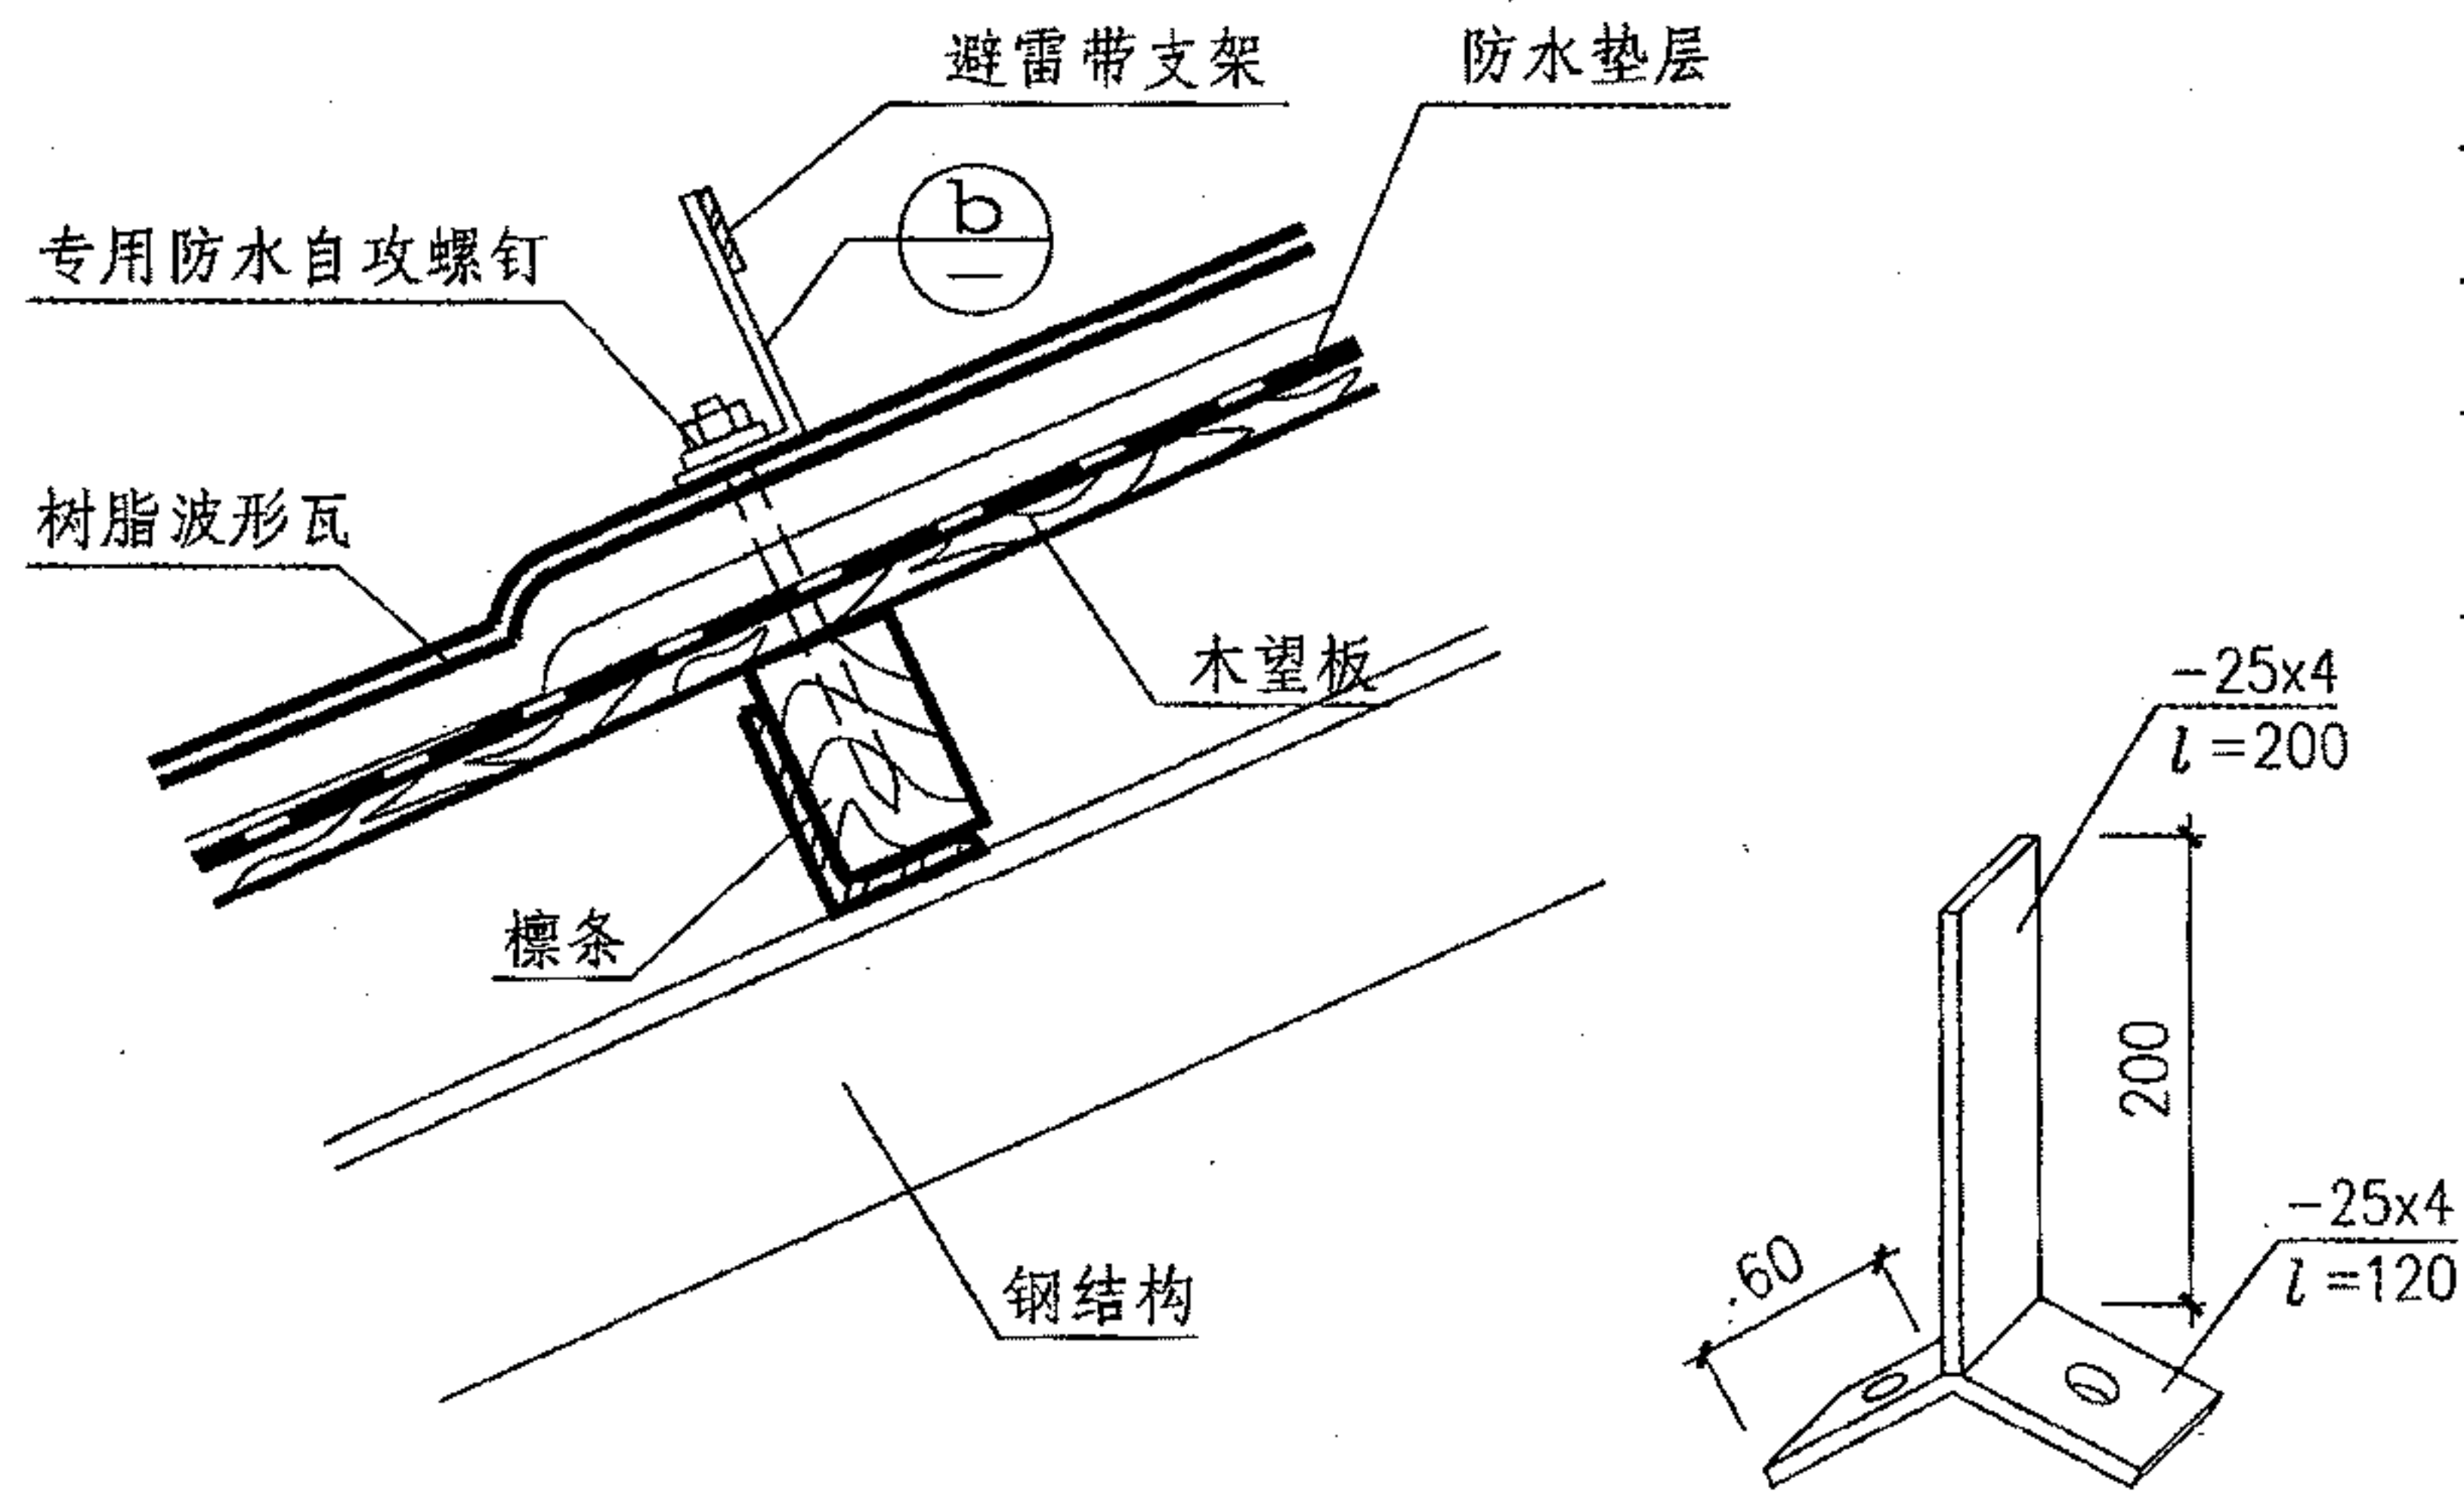 避雷带支架
防水垫层
b
—
专用防水自攻螺钉
树脂波形瓦
木望板
-25x4
l=200
檩条
200
-25x4
l=120
60
钢结构